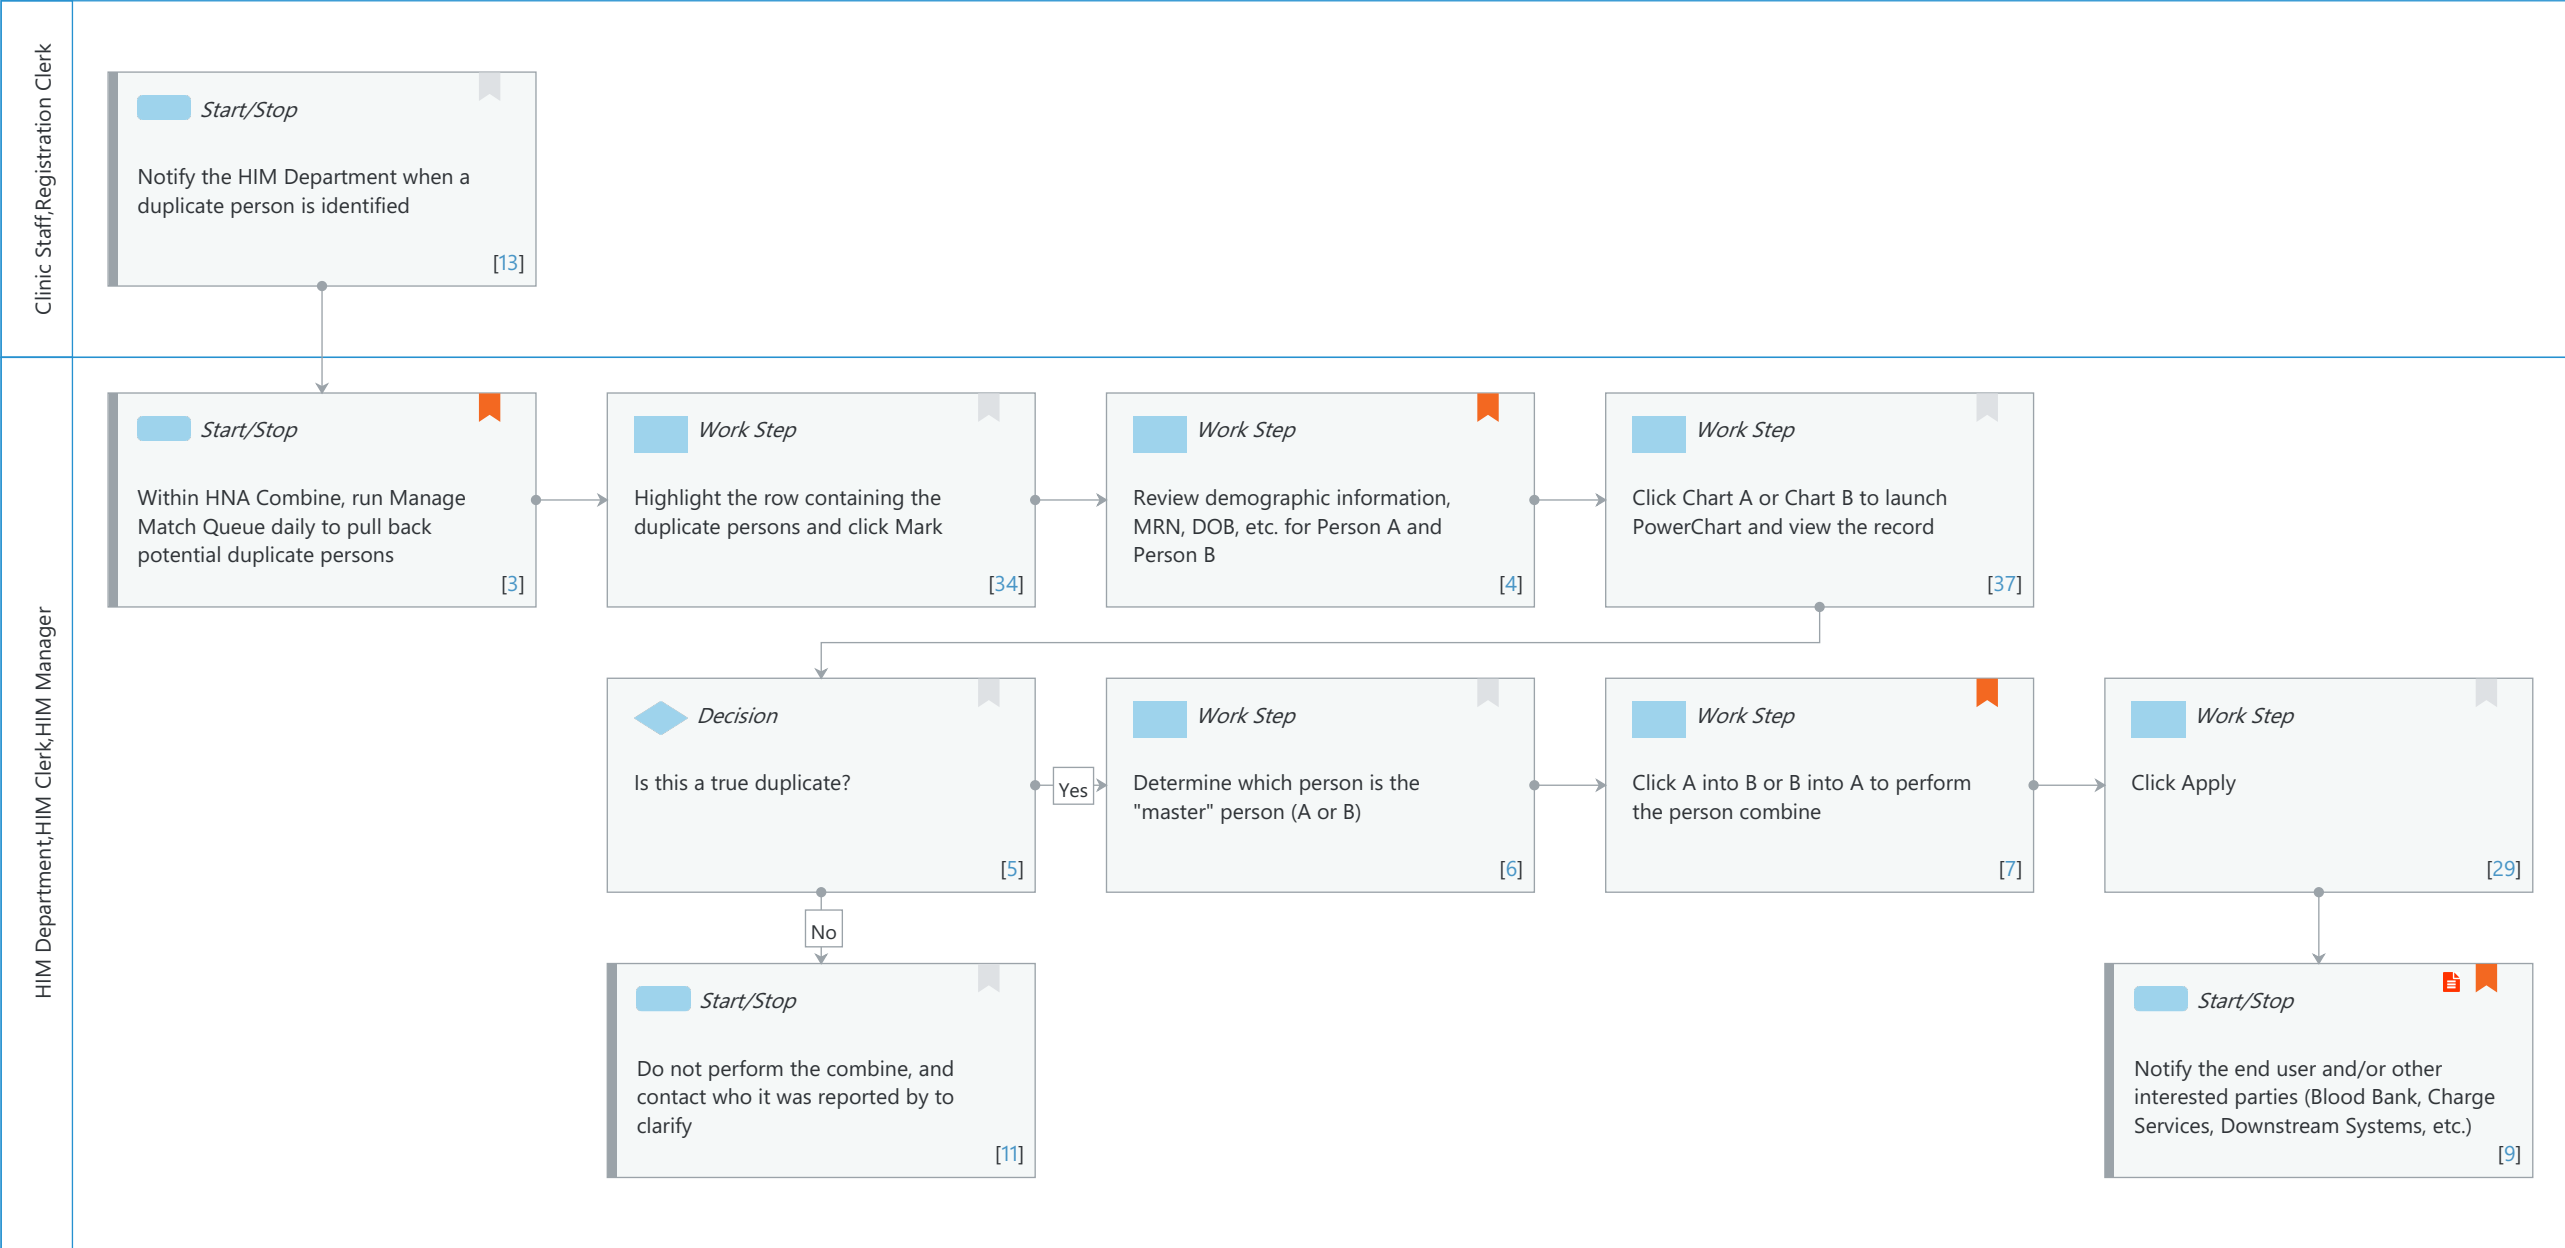 Clinic Staff,Registration Clerk
Start/Stop
Notify the HIM Department when a
duplicate person is identified
[13]
HIM Department,HIM Clerk,HIM Manager
Start/Stop
Within HNA Combine, run Manage
Match Queue daily to pull back
potential duplicate persons
[3]
Work Step
Highlight the row containing the
duplicate persons and click Mark
[34]
Work Step
Review demographic information,
MRN, DOB, etc. for Person A and
Person B
[4]
Work Step
Click Chart A or Chart B to launch
PowerChart and view the record
[37]
Decision
Is this a true duplicate?
[5]
Yes
Work Step
Determine which person is the
"master" person (A or B)
[6]
Work Step
Click A into B or B into A to perform
the person combine
[7]
Work Step
Click Apply
[29]
No
Start/Stop
Do not perform the combine, and
contact who it was reported by to
clarify
[11]
Start/Stop
Notify the end user and/or other
interested parties (Blood Bank, Charge
Services, Downstream Systems, etc.)
[9]